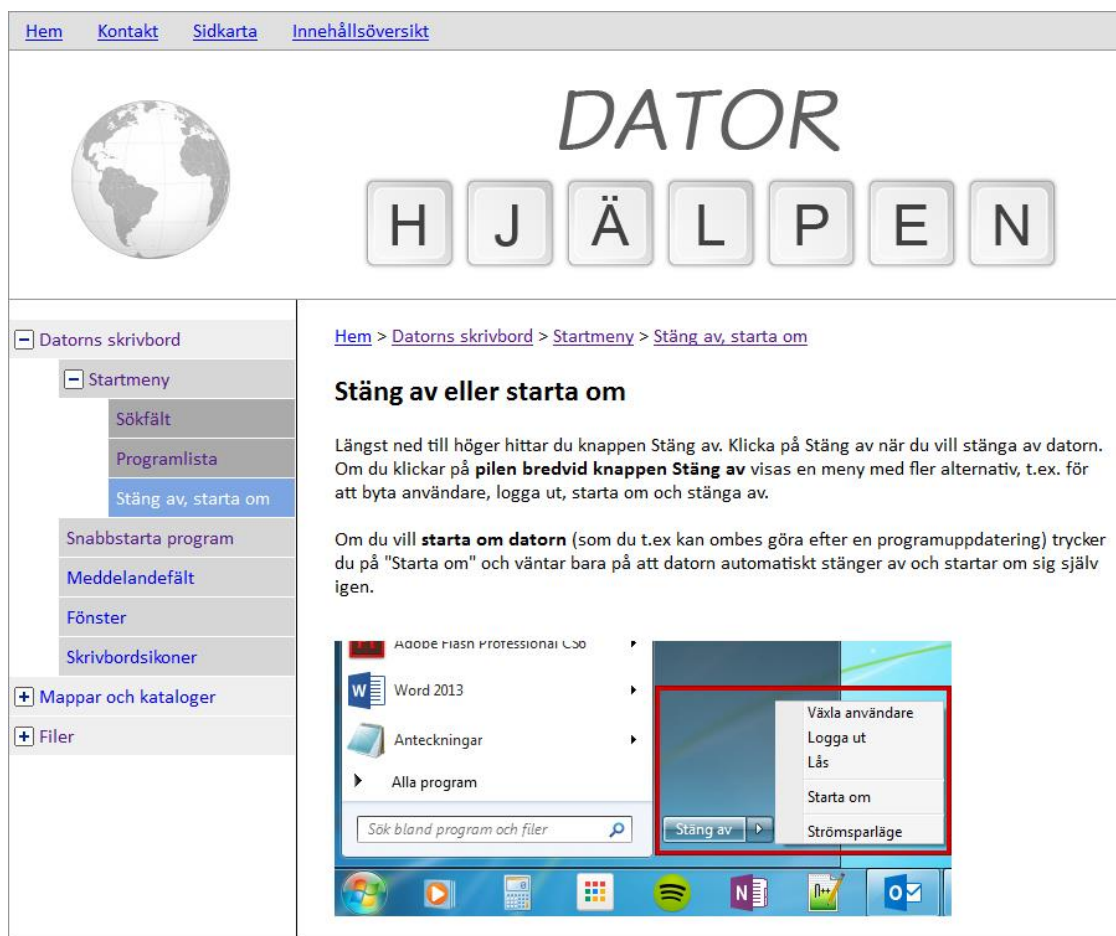 Hem Kontakt Sidkarta Innehållsöversikt
DATOR
HJÄLPEN
Datorns skrivbord
Startmeny
Sökfält
Programlista
Stäng av, starta om
Snabbstarta program
Meddelandefält
Fönster
Skrivbordsikoner
Mappar och kataloger
Filer
Hem > Datorns skrivbord > Startmeny > Stäng av, starta om
Stäng av eller starta om
Längst ned till höger hittar du knappen Stäng av. Klicka på Stäng av när du vill stänga av datorn.
Om du klickar på pilen bredvid knappen Stäng av visas en meny med fler alternativ, t.ex. för
att byta användare, logga ut, starta om och stänga av.
Om du vill starta om datorn (som du t.ex kan ombes göra efter en programuppdatering) trycker
du på "Starta om" och väntar bara på att datorn automatiskt stänger av och startar om sig själv
igen.
Adobe Flash Professional CS6
Word 2013
Anteckningar
Alla program
Sök bland program och filer
Stäng av
Växla användare
Logga ut
Lås
Starta om
Strömsparläge